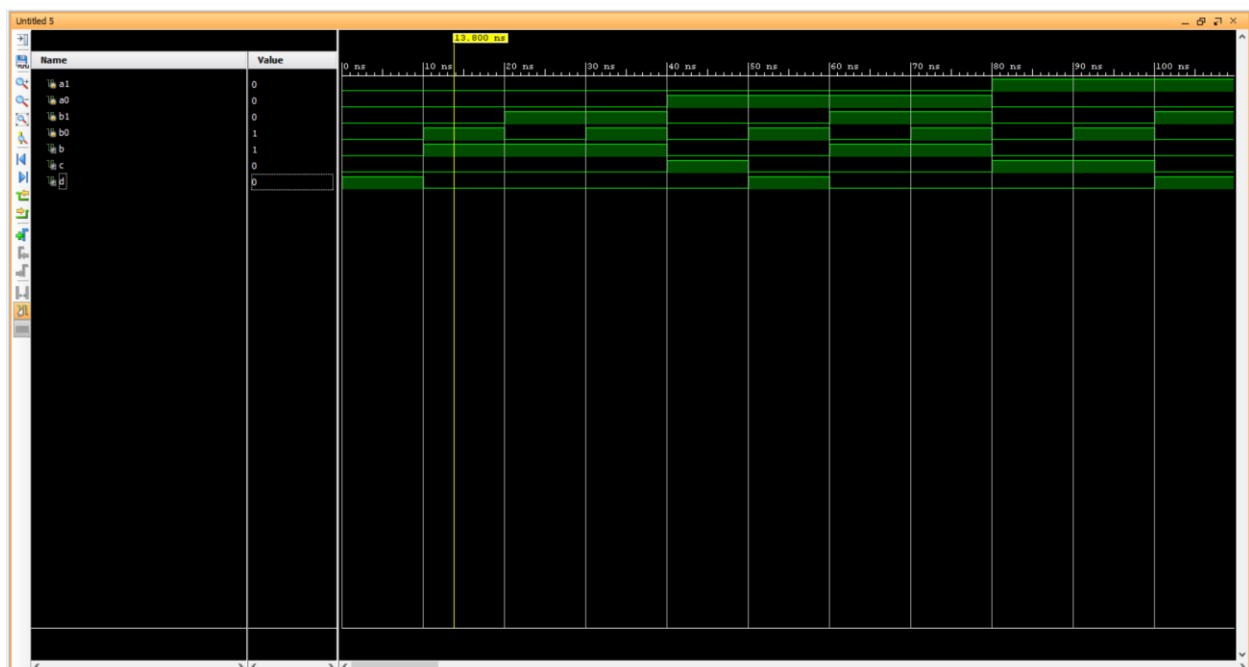 Untitled 5
13.800 ns
Name Value
0 ns 10 ns 20 ns 30 ns 40 ns 50 ns 60 ns 70 ns 80 ns 90 ns 100 ns
a1 0
a0 0
b1 0
b0 1
b 1
c 0
d 0